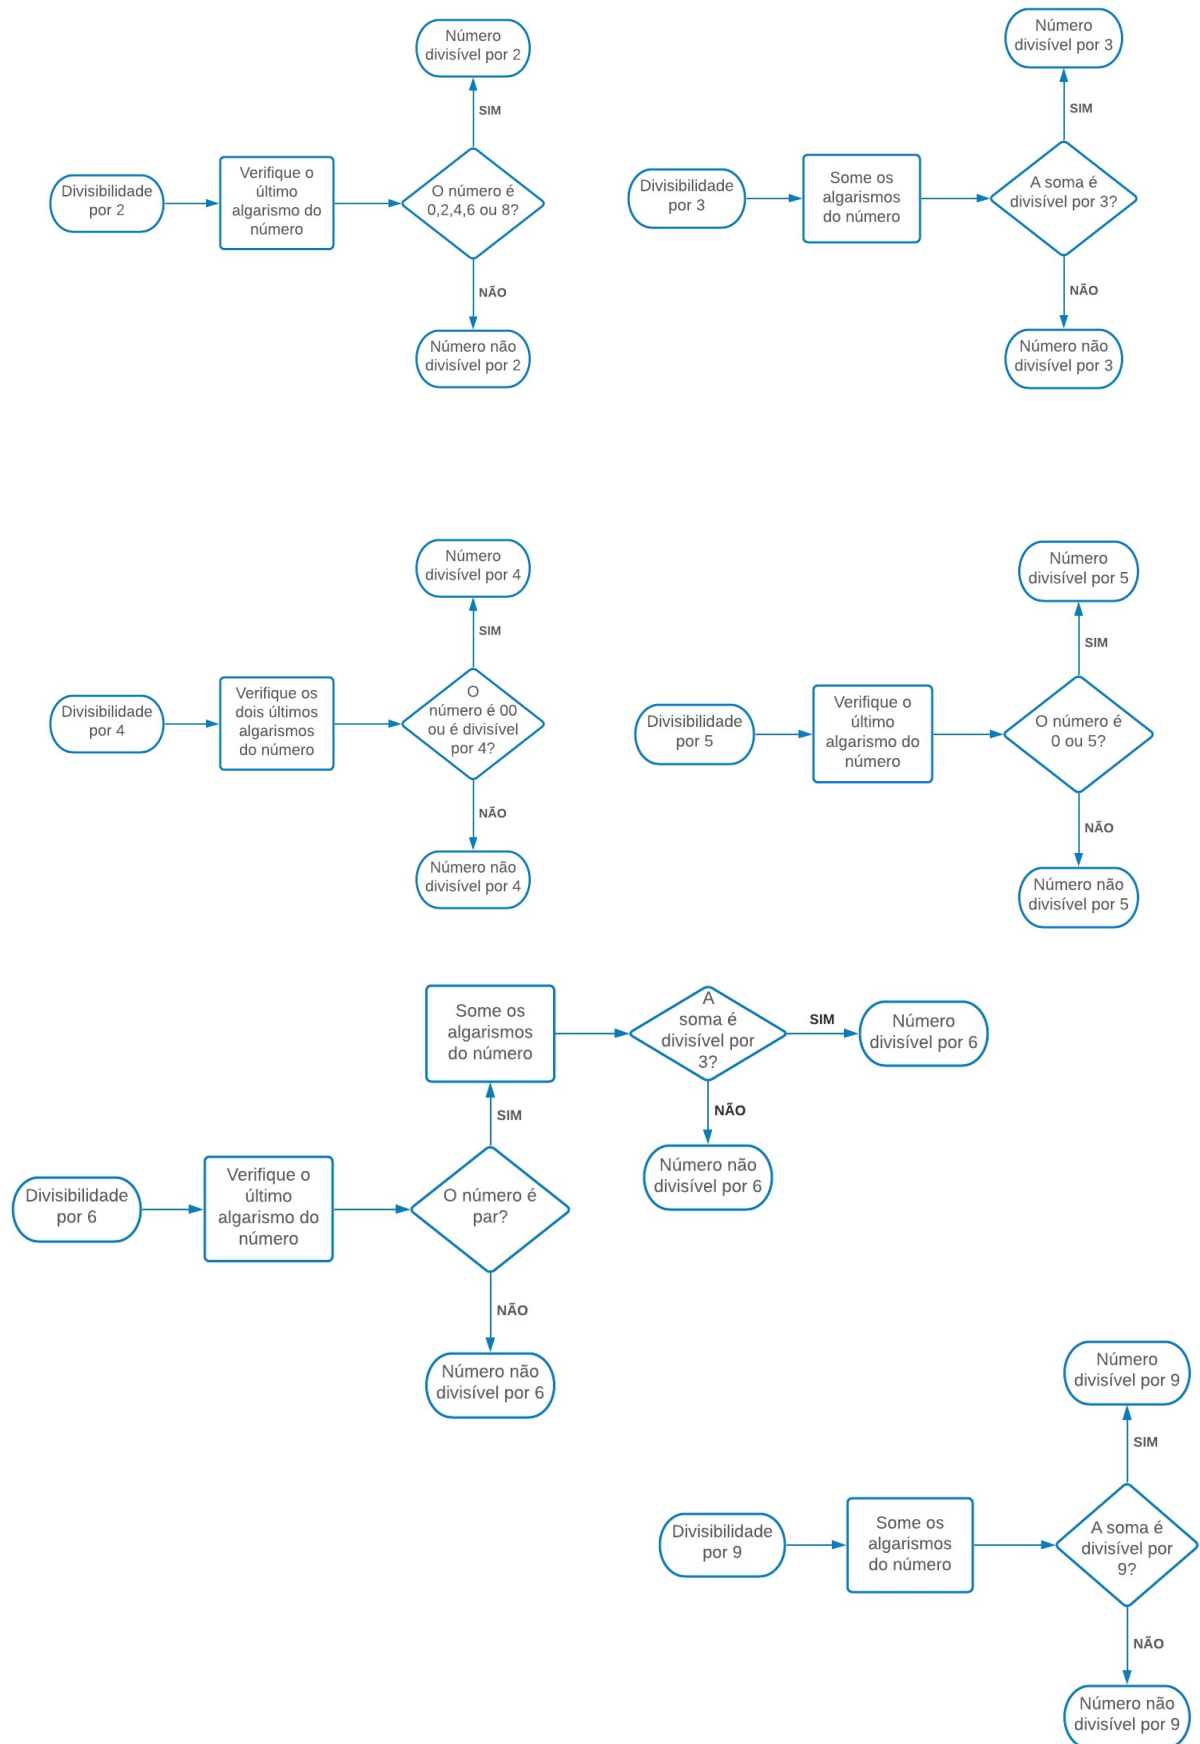 Número
divisível por 2
SIM
Divisibilidade
por 2
Verifique o
último
algarismo do
número
O número é
0,2,4,6 ou 8?
NÃO
Número não
divisível por 2
Número
divisível por 3
SIM
Divisibilidade
por 3
Some os
algarismos
do número
A soma é
divisível por 3?
NÃO
Número não
divisível por 3
Número
divisível por 4
SIM
Divisibilidade
por 4
Verifique os
dois últimos
algarismos
do número
O
número é 00
ou é divisível
por 4?
NÃO
Número não
divisível por 4
Número
divisível por 5
SIM
Divisibilidade
por 5
Verifique o
último
algarismo do
número
O número é
0 ou 5?
NÃO
Número não
divisível por 5
Some os
algarismos
do número
A
soma é
divisível por
3?
SIM
Número
divisível por 6
NÃO
Número não
divisível por 6
SIM
Divisibilidade
por 6
Verifique o
último
algarismo do
número
O número é
par?
NÃO
Número não
divisível por 6
Número
divisível por 9
SIM
Divisibilidade
por 9
Some os
algarismos
do número
A soma é
divisível por
9?
NÃO
Número não
divisível por 9